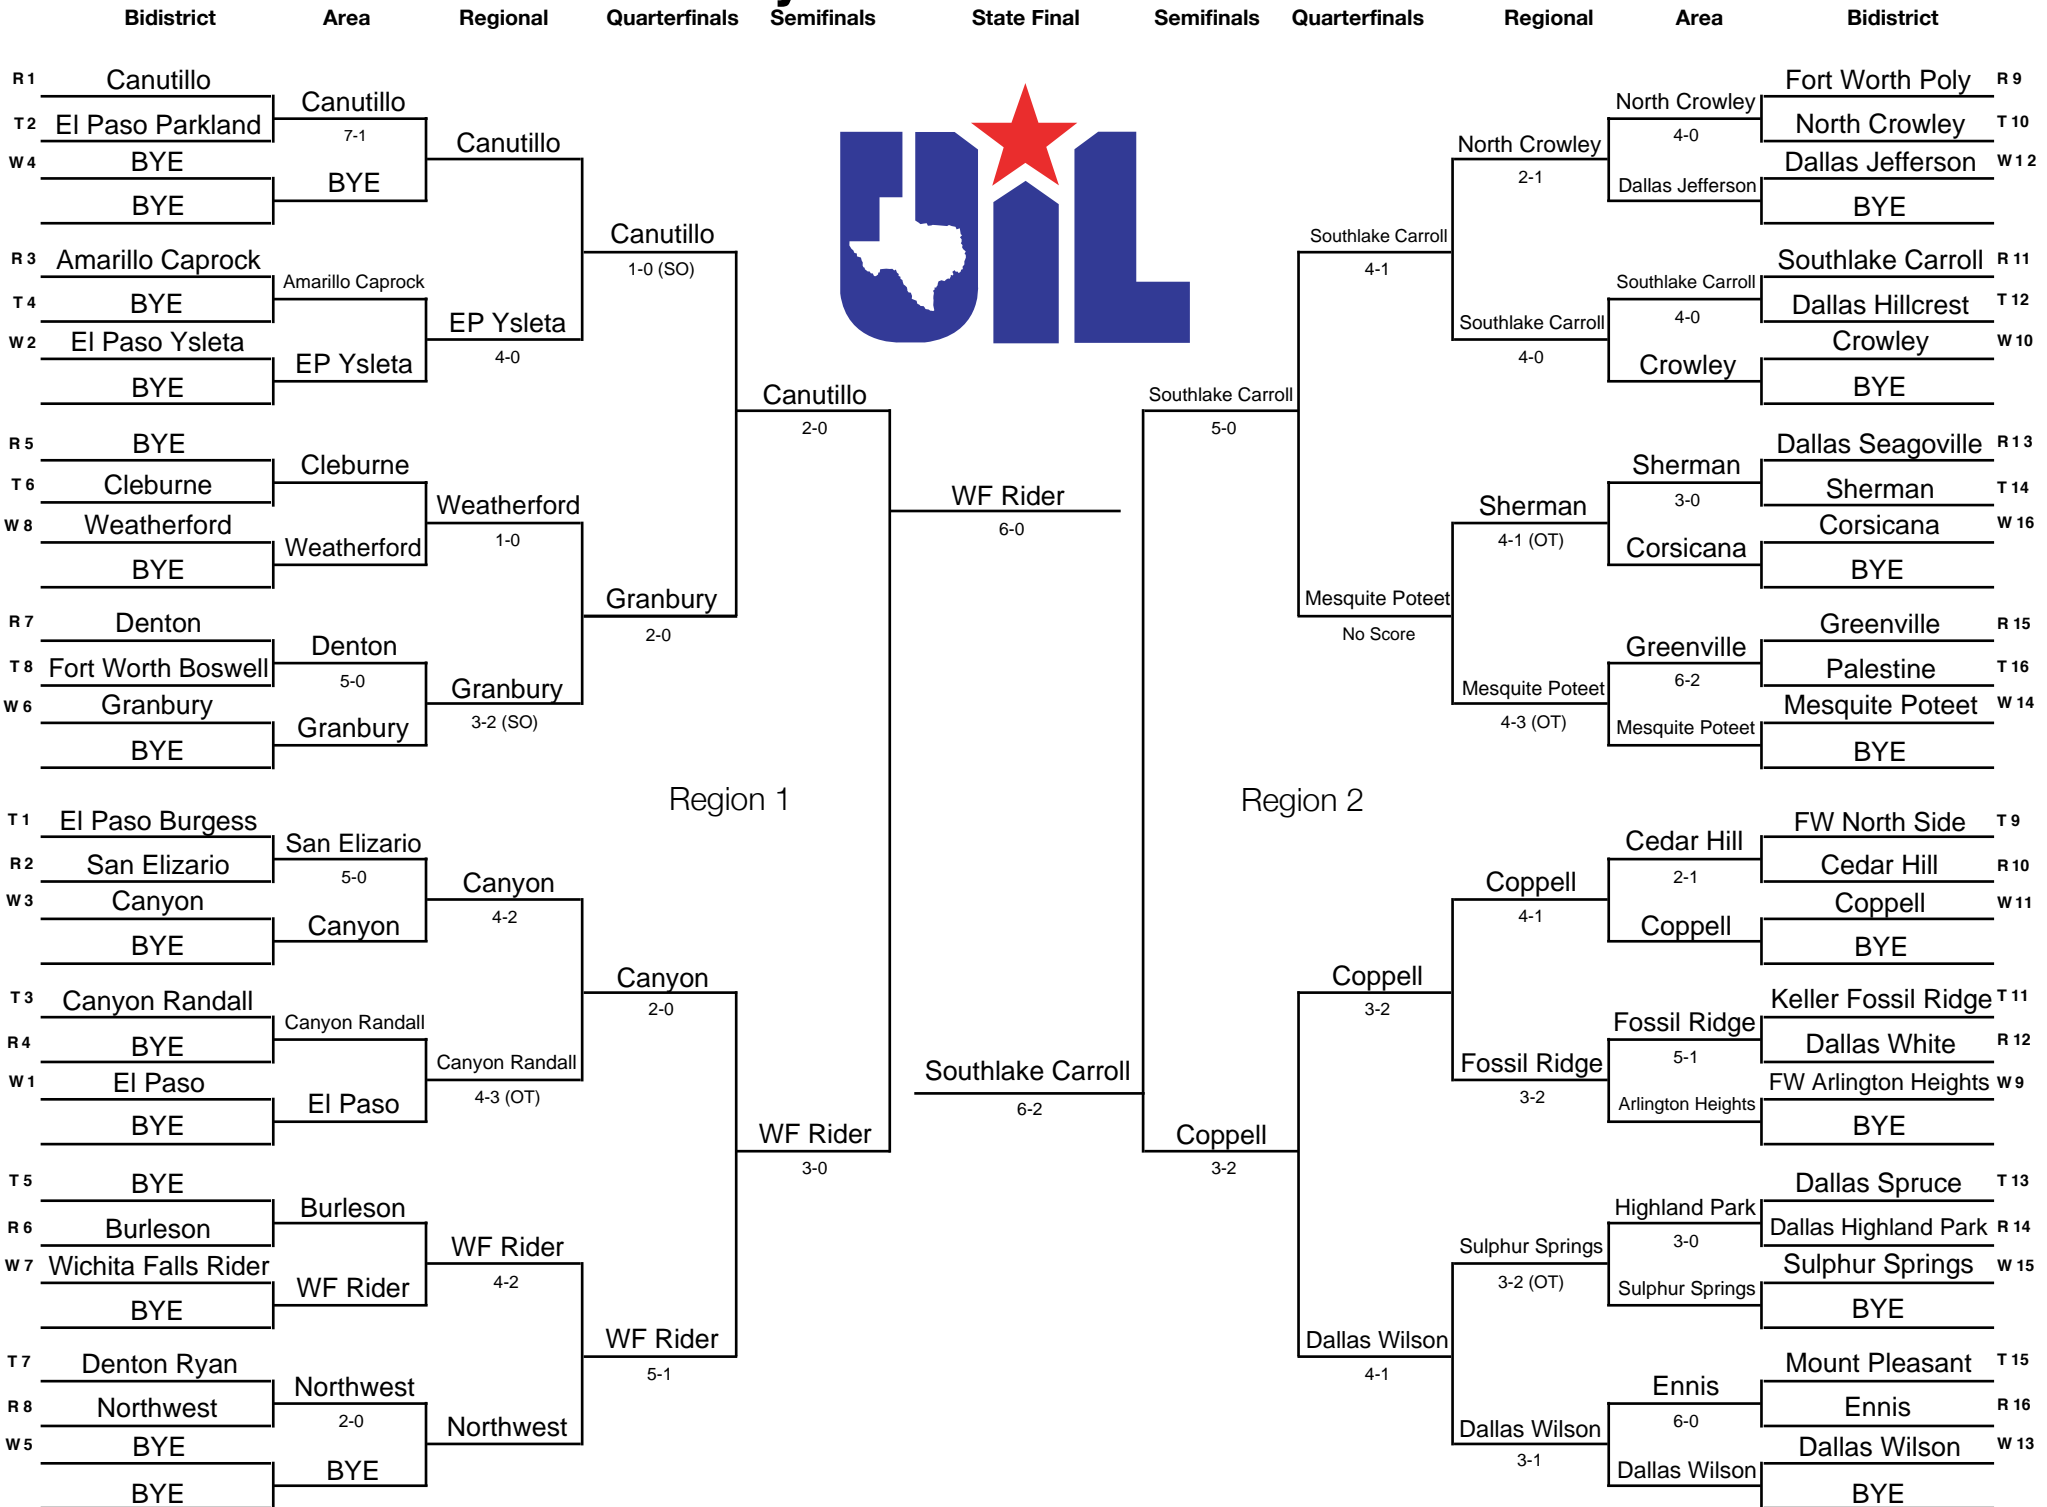 Bidistrict Area Regional Quarterfinals Semifinals State Final Semifinals Quarterfinals Regional Area Bidistrict
R 1 Canutillo
T 2 El Paso Parkland
W 4 BYE
BYE
R 3 Amarillo Caprock
T 4 BYE
W 2 El Paso Ysleta
BYE
R 5 BYE
T 6 Cleburne
W 8 Weatherford
BYE
R 7 Denton
T 8 Fort Worth Boswell
W 6 Granbury
BYE
T 1 El Paso Burgess
R 2 San Elizario
W 3 Canyon
BYE
T 3 Canyon Randall
R 4 BYE
W 1 El Paso
BYE
T 5 BYE
R 6 Burleson
W 7 Wichita Falls Rider
BYE
T 7 Denton Ryan
R 8 Northwest
W 5 BYE
BYE
Canutillo
7-1
BYE
Amarillo Caprock
EP Ysleta
Cleburne
Weatherford
Denton
5-0
Granbury
San Elizario
5-0
Canyon
Canyon Randall
El Paso
Burleson
WF Rider
Northwest
2-0
BYE
Canutillo
EP Ysleta
4-0
Weatherford
1-0
Granbury
3-2 (SO)
Canyon
4-2
Canyon Randall
4-3 (OT)
WF Rider
4-2
Northwest
Canutillo
1-0 (SO)
Granbury
2-0
Region 1
Canyon
2-0
WF Rider
5-1
Canutillo
2-0
WF Rider
3-0
UIL
WF Rider
6-0
Southlake Carroll
6-2
Southlake Carroll
5-0
Coppell
3-2
Southlake Carroll
4-1
Mesquite Poteet
No Score
Region 2
Coppell
3-2
Dallas Wilson
4-1
North Crowley
2-1
Southlake Carroll
4-0
Sherman
4-1 (OT)
Mesquite Poteet
4-3 (OT)
Coppell
4-1
Fossil Ridge
3-2
Sulphur Springs
3-2 (OT)
Dallas Wilson
3-1
North Crowley
4-0
Dallas Jefferson
Southlake Carroll
4-0
Crowley
Sherman
3-0
Corsicana
Greenville
6-2
Mesquite Poteet
Cedar Hill
2-1
Coppell
Fossil Ridge
5-1
Arlington Heights
Highland Park
3-0
Sulphur Springs
Ennis
6-0
Dallas Wilson
Fort Worth Poly R 9
North Crowley T 10
Dallas Jefferson W 1 2
BYE
Southlake Carroll R 11
Dallas Hillcrest T 12
Crowley W 10
BYE
Dallas Seagoville R 1 3
Sherman T 14
Corsicana W 16
BYE
Greenville R 15
Palestine T 16
Mesquite Poteet W 14
BYE
FW North Side T 9
Cedar Hill R 10
Coppell W 11
BYE
Keller Fossil Ridge T 11
Dallas White R 12
FW Arlington Heights W 9
BYE
Dallas Spruce T 13
Dallas Highland Park R 14
Sulphur Springs W 15
BYE
Mount Pleasant T 15
Ennis R 16
Dallas Wilson W 13
BYE